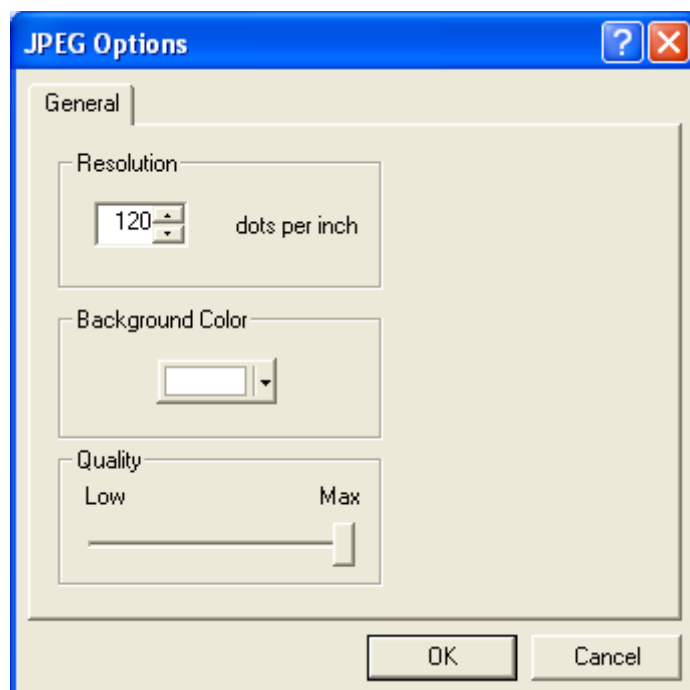 JPEG Options
General
Resolution
120 dots per inch
Background Color
Quality
Low Max
OK Cancel